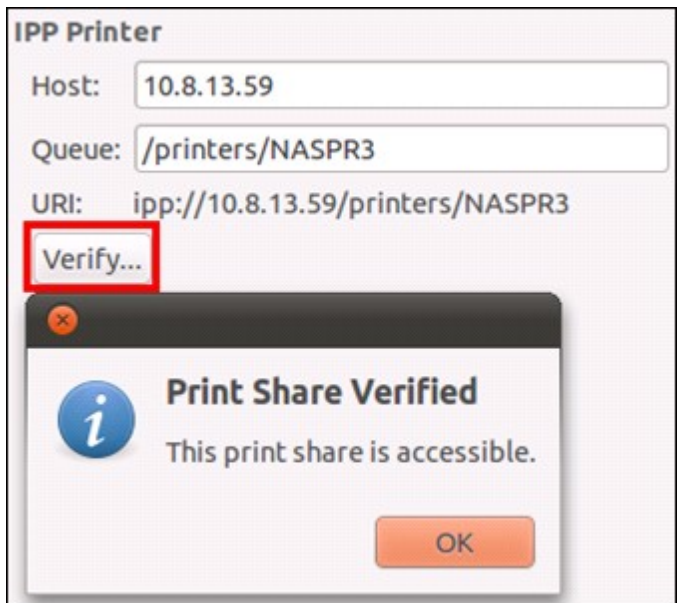 IPP Printer
Host: 10.8.13.59
Queue: /printers/NASPR3
URI: ipp://10.8.13.59/printers/NASPR3
Verify...
Print Share Verified
This print share is accessible.
OK